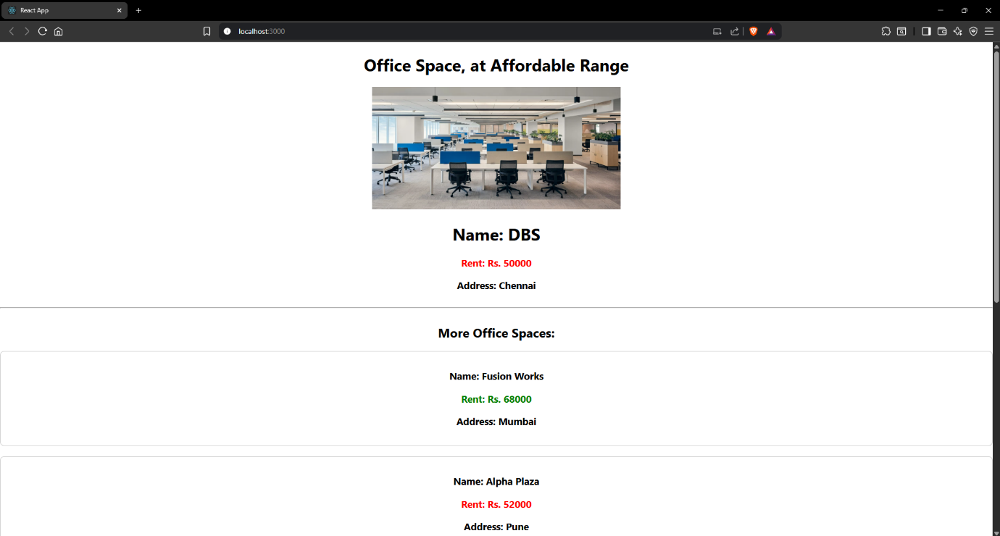 React App
localhost:3000
Office Space, at Affordable Range
Name: DBS
Rent: Rs. 50000
Address: Chennai
More Office Spaces:
Name: Fusion Works
Rent: Rs. 68000
Address: Mumbai
Name: Alpha Plaza
Rent: Rs. 52000
Address: Pune